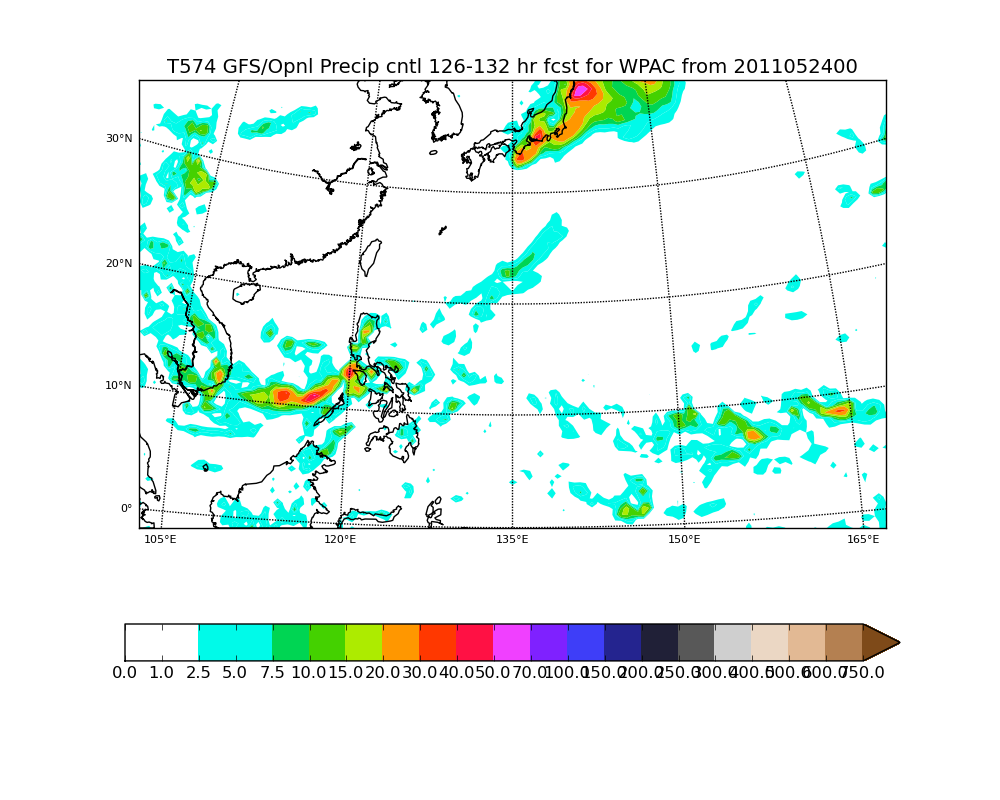 T574 GFS/Opnl Precip cntl 126-132 hr fcst for WPAC from 2011052400
30°N
20°N
10°N
0°
105°E 120°E 135°E 150°E 165°E
0.0 1.0 2.5 5.0 7.5 10.0 15.0 20.0 30.0 40.0 50.0 70.0 100.0 150.0 200.0 250.0 300.0 400.0 500.0 600.0 750.0